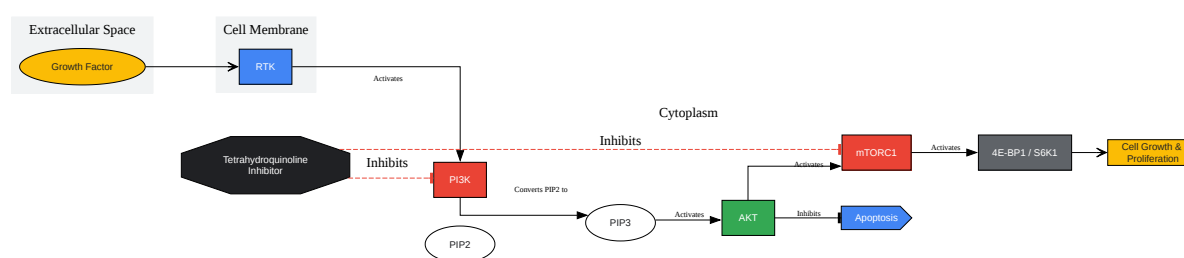 Extracellular Space
Cell Membrane
Growth Factor
RTK
Activates
Cytoplasm
Tetrahydroquinoline
Inhibitor
Inhibits
Inhibits
PI3K
mTORC1
Activates
Activates
4E-BP1 / S6K1
Cell Growth &
Proliferation
Converts PIP2 to
PIP2
PIP3
Activates
AKT
Inhibits
Apoptosis